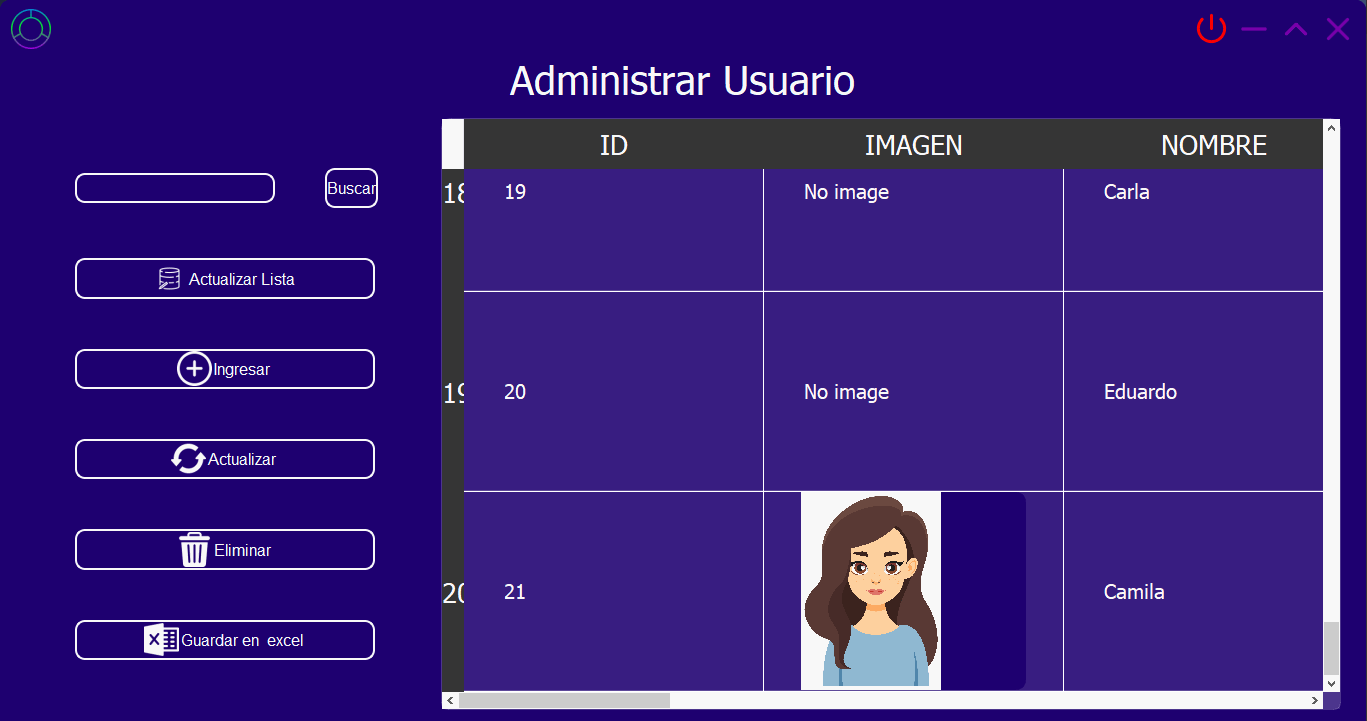 Administrar Usuario
Buscar
Actualizar Lista
Ingresar
Actualizar
Eliminar
Guardar en excel
ID IMAGEN NOMBRE
18 19 No image Carla
19 20 No image Eduardo
20 21 Camila